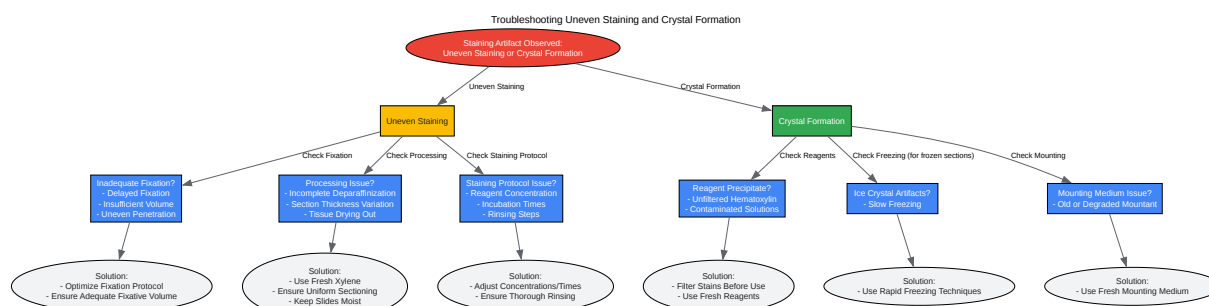 Troubleshooting Uneven Staining and Crystal Formation
Staining Artifact Observed:
Uneven Staining or Crystal Formation
Uneven Staining
Crystal Formation
Uneven Staining
Crystal Formation
Check Fixation
Check Processing
Check Staining Protocol
Check Reagents
Check Freezing (for frozen sections)
Check Mounting
Inadequate Fixation?
- Delayed Fixation
- Insufficient Volume
- Uneven Penetration
Processing Issue?
- Incomplete Deparaffinization
- Section Thickness Variation
- Tissue Drying Out
Staining Protocol Issue?
- Reagent Concentration
- Incubation Times
- Rinsing Steps
Reagent Precipitate?
- Unfiltered Hematoxylin
- Contaminated Solutions
Ice Crystal Artifacts?
- Slow Freezing
Mounting Medium Issue?
- Old or Degraded Mountant
Solution:
- Optimize Fixation Protocol
- Ensure Adequate Fixative Volume
Solution:
- Use Fresh Xylene
- Ensure Uniform Sectioning
- Keep Slides Moist
Solution:
- Adjust Concentrations/Times
- Ensure Thorough Rinsing
Solution:
- Filter Stains Before Use
- Use Fresh Reagents
Solution:
- Use Rapid Freezing Techniques
Solution:
- Use Fresh Mounting Medium